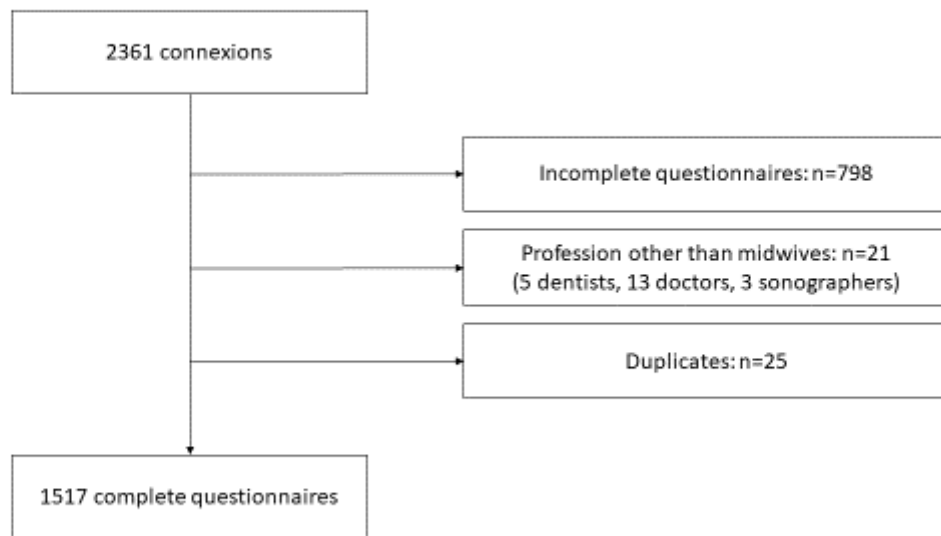 2361 connexions
Incomplete questionnaires: n=798
Profession other than midwives: n=21
(5 dentists, 13 doctors, 3 sonographers)
Duplicates: n=25
1517 complete questionnaires